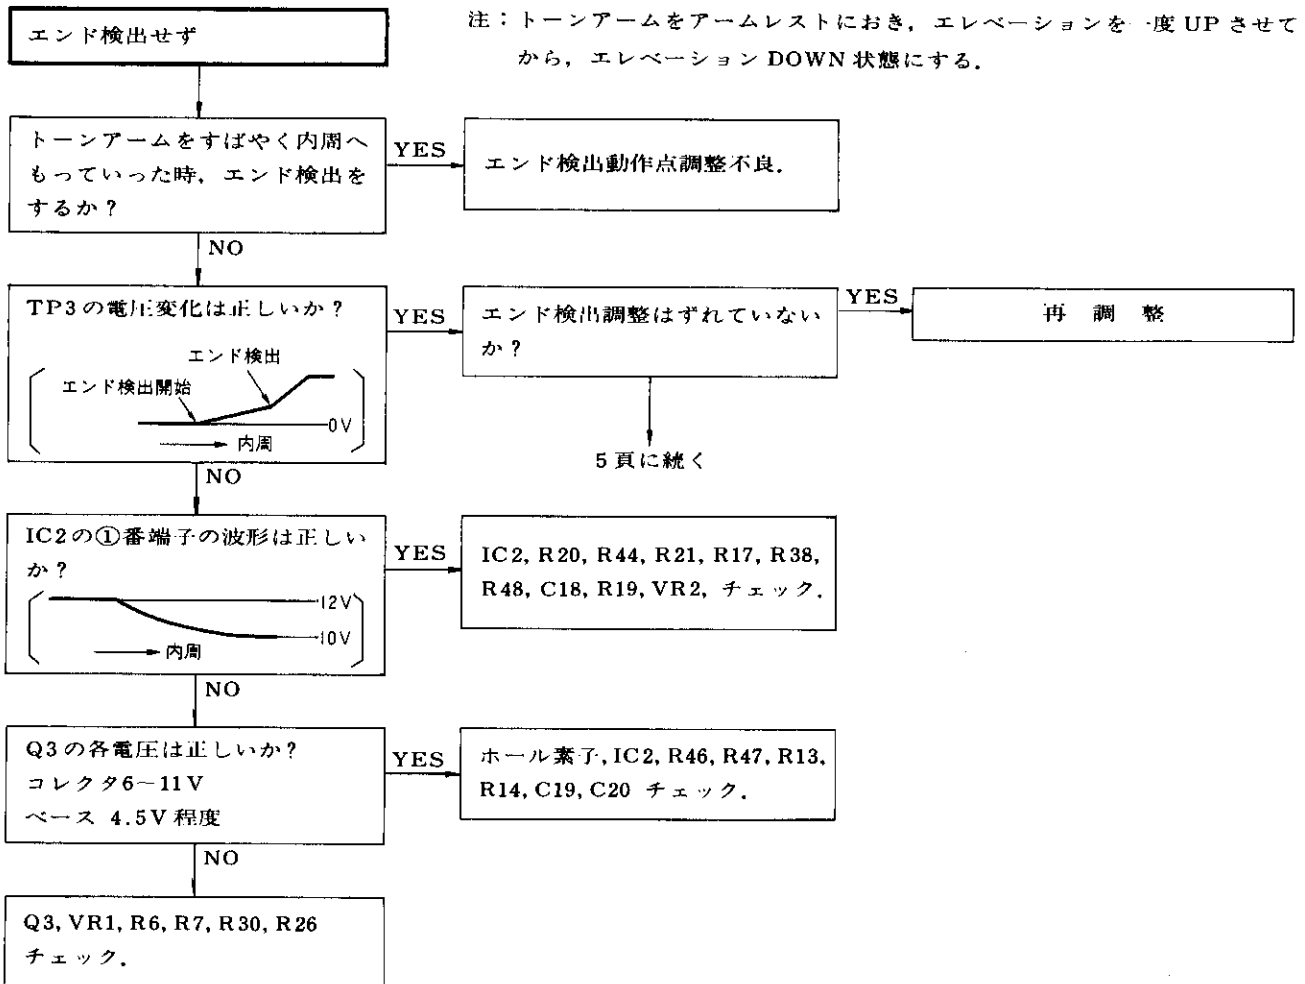 エンド検出せず
注：トーンアームをアームレストにおき，エレベーションを一度 UP させて
から，エレベーション DOWN 状態にする．
トーンアームをすばやく内周へ
もっていった時，エンド検出を
するか？
YES
エンド検出動作点調整不良．
NO
TP3の電圧変化は正しいか？
エンド検出
エンド検出開始
0V
内周
YES
エンド検出調整はずれていない
か？
YES
再 調 整
5頁に続く
NO
IC2の①番端子の波形は正しい
か？
12V
10V
内周
YES
IC2, R20, R44, R21, R17, R38,
R48, C18, R19, VR2, チェック．
NO
Q3の各電圧は正しいか？
コレクタ6～11V
ベース 4.5V 程度
YES
ホール素子, IC2, R46, R47, R13,
R14, C19, C20 チェック．
NO
Q3, VR1, R6, R7, R30, R26
チェック．